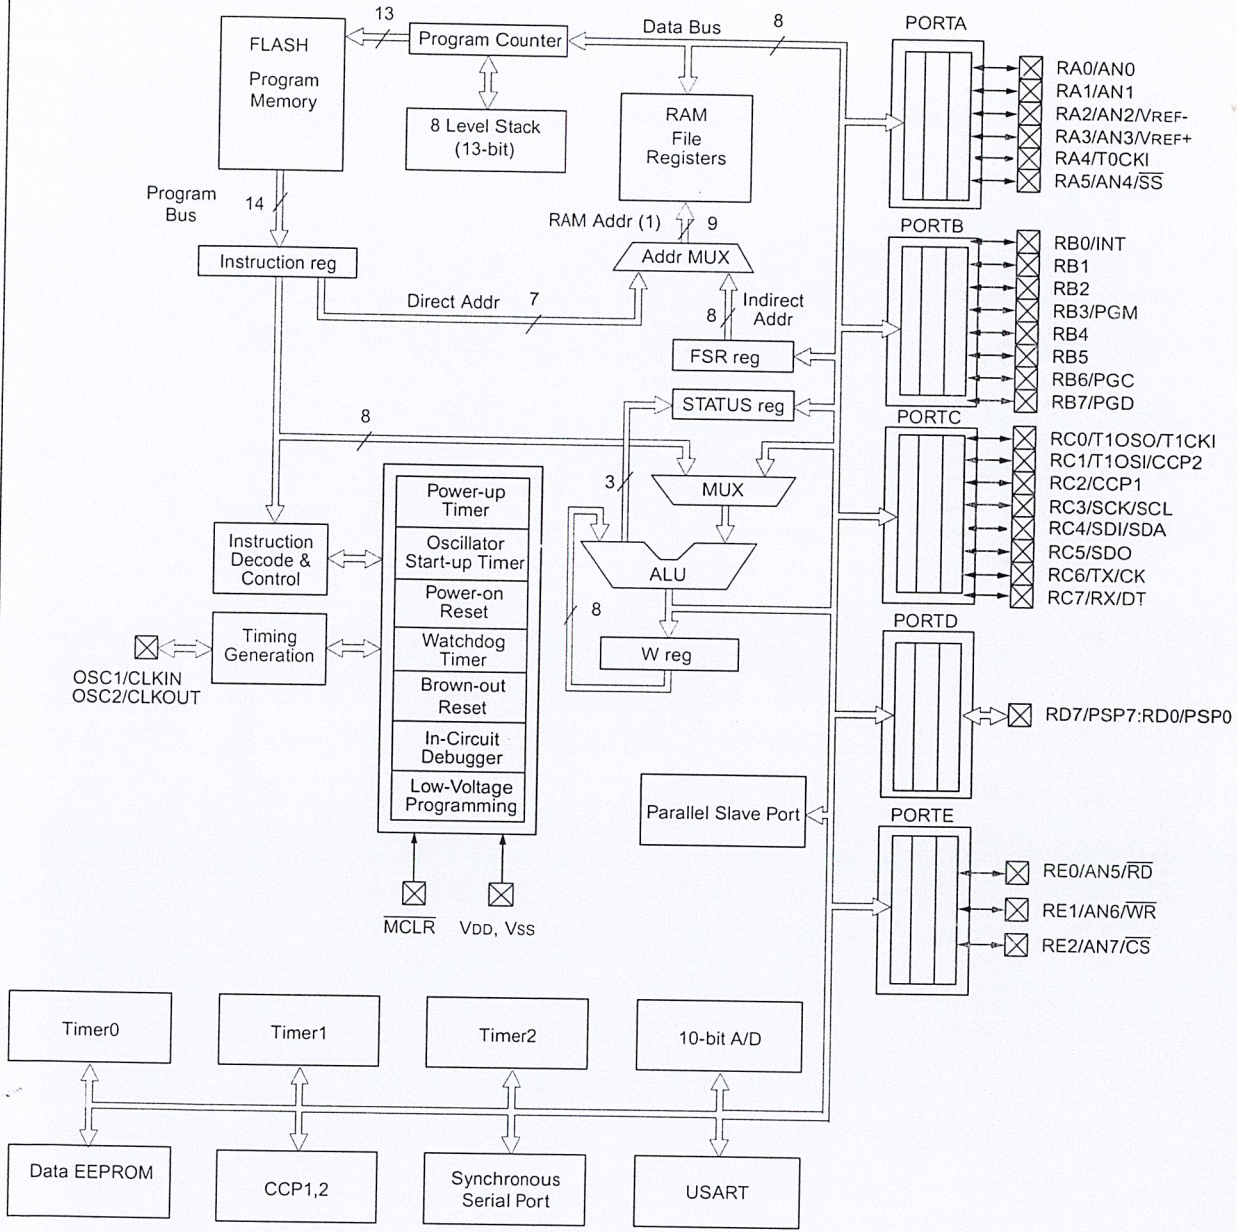 13
Data Bus
8
PORTA
FLASH
Program
Memory
Program Counter
8 Level Stack
(13-bit)
RAM
File
Registers
RA0/AN0
RA1/AN1
RA2/AN2/VREF-
RA3/AN3/VREF+
RA4/T0CKI
RA5/AN4/SS
Program
Bus
14
RAM Addr (1)
9
PORTB
Instruction reg
Addr MUX
RB0/INT
RB1
RB2
RB3/PGM
RB4
RB5
RB6/PGC
RB7/PGD
Direct Addr
7
8
Indirect
Addr
FSR reg
STATUS reg
PORTC
8
3
MUX
RC0/T1OSO/T1CKI
RC1/T1OSI/CCP2
RC2/CCP1
RC3/SCK/SCL
RC4/SDI/SDA
RC5/SDO
RC6/TX/CK
RC7/RX/DT
Power-up
Timer
Oscillator
Start-up Timer
Power-on
Reset
Watchdog
Timer
Brown-out
Reset
In-Circuit
Debugger
Low-Voltage
Programming
Instruction
Decode &
Control
ALU
8
Timing
Generation
W reg
PORTD
OSC1/CLKIN
OSC2/CLKOUT
RD7/PSP7:RD0/PSP0
Parallel Slave Port
PORTE
RE0/AN5/RD
RE1/AN6/WR
RE2/AN7/CS
MCLR
VDD, VSS
Timer0
Timer1
Timer2
10-bit A/D
Data EEPROM
CCP1,2
Synchronous
Serial Port
USART